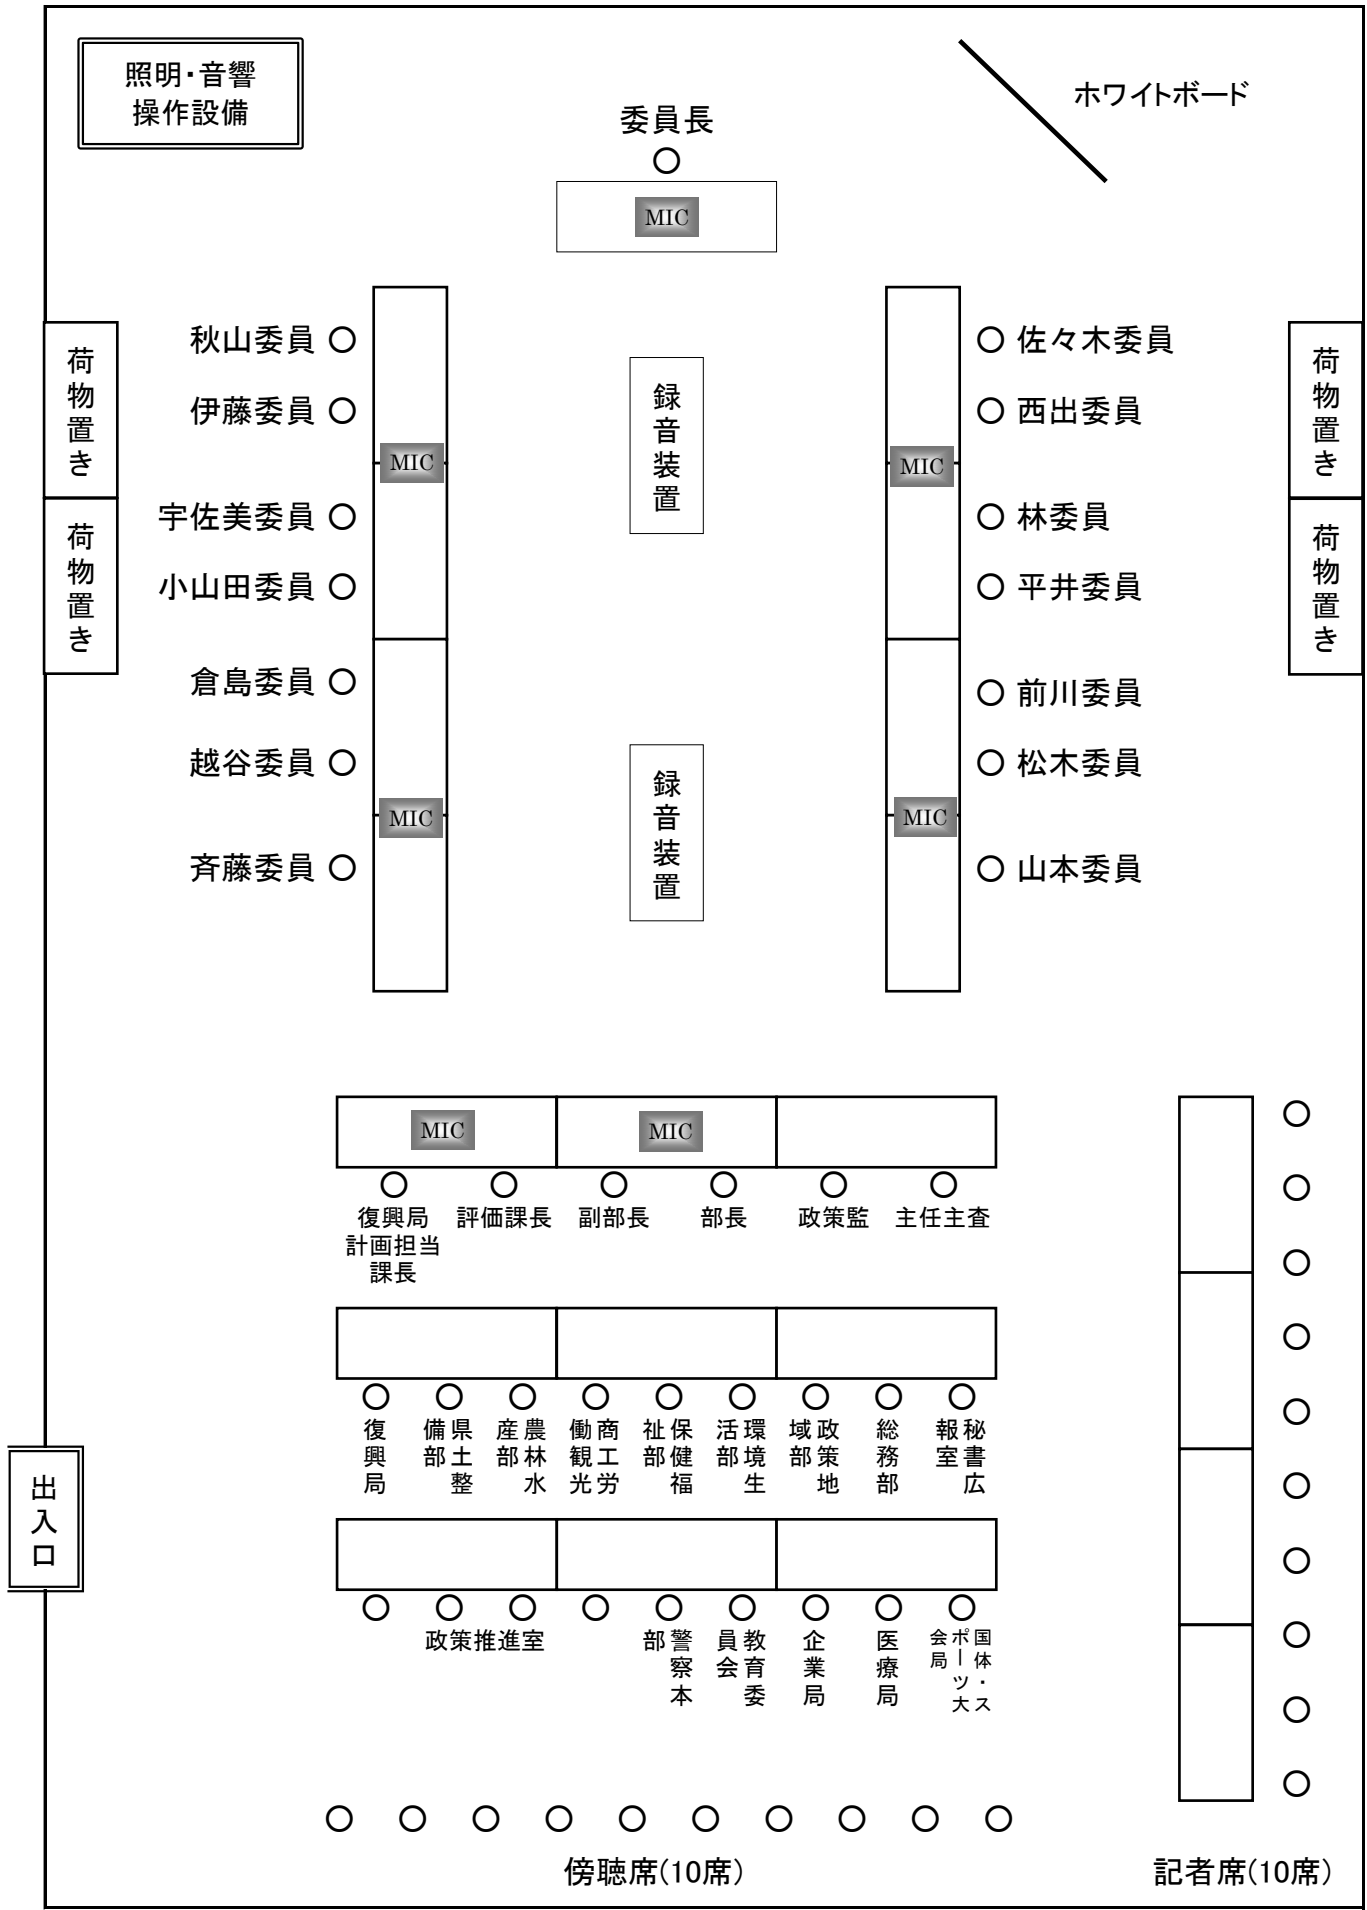 照明・音響
操作設備
ホワイトボード
委員長
MIC
秋山委員
佐々木委員
伊藤委員
西出委員
荷物置き
録音装置
荷物置き
MIC
MIC
宇佐美委員
林委員
小山田委員
平井委員
荷物置き
荷物置き
倉島委員
前川委員
越谷委員
松木委員
録音装置
MIC
MIC
斉藤委員
山本委員
MIC
MIC
復興局
計画担当
課長
評価課長
副部長
部長
政策監
主任主査
復興局
県土整
備部
農林水
産部
商工労
働観光
保健福
祉部
環境生
活部
政策地
域部
総務部
秘書広
報室
出入口
政策推進室
警察本
部
教育委
員会
企業局
医療局
国体・ス
ポーツ大
会局
傍聴席(10席)
記者席(10席)